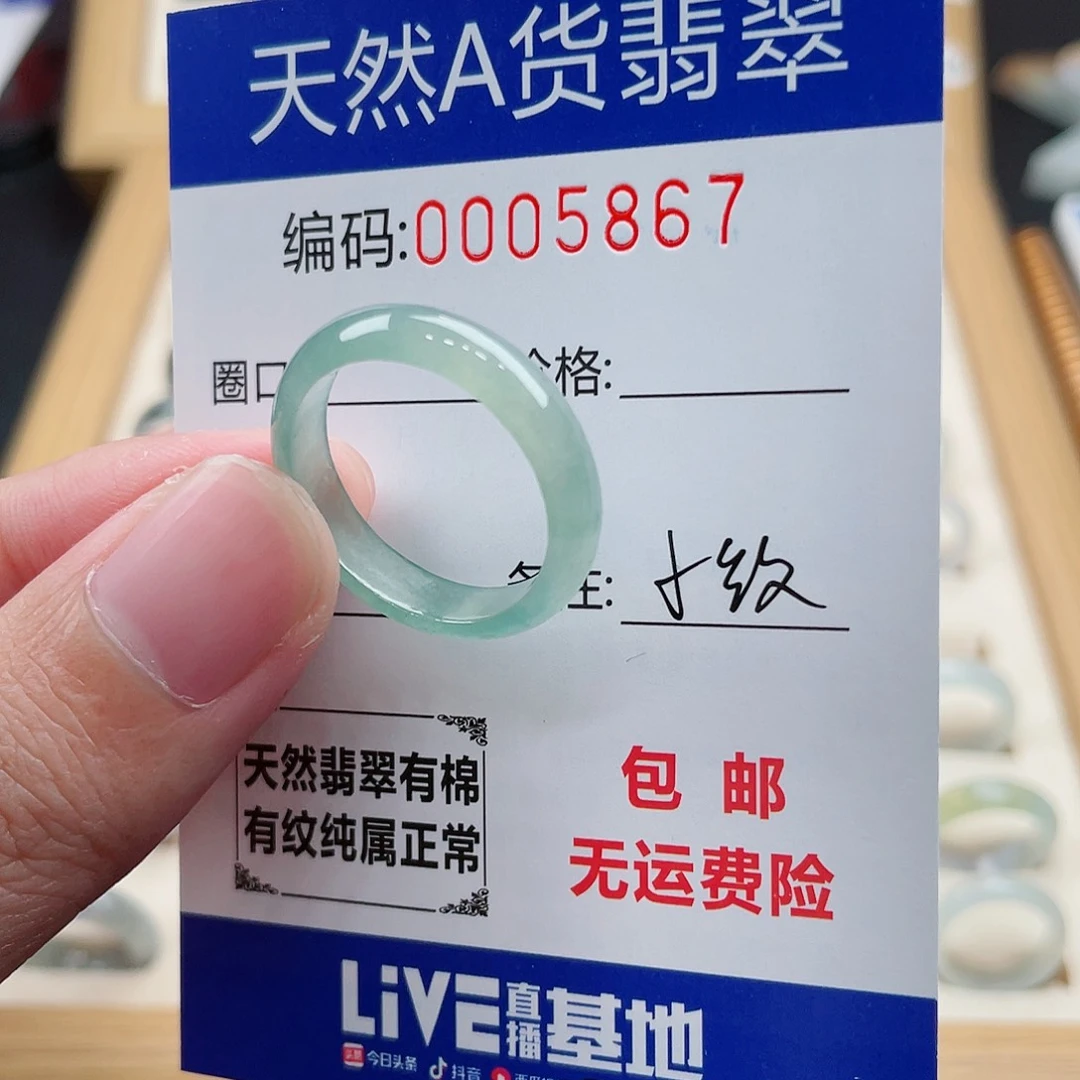 天然A货翡翠
编码:0005867
圈口
价格:
备注:
天然翡翠有棉
有纹纯属正常
包邮
无运费险
LiVE直播基地
今日头条 抖音